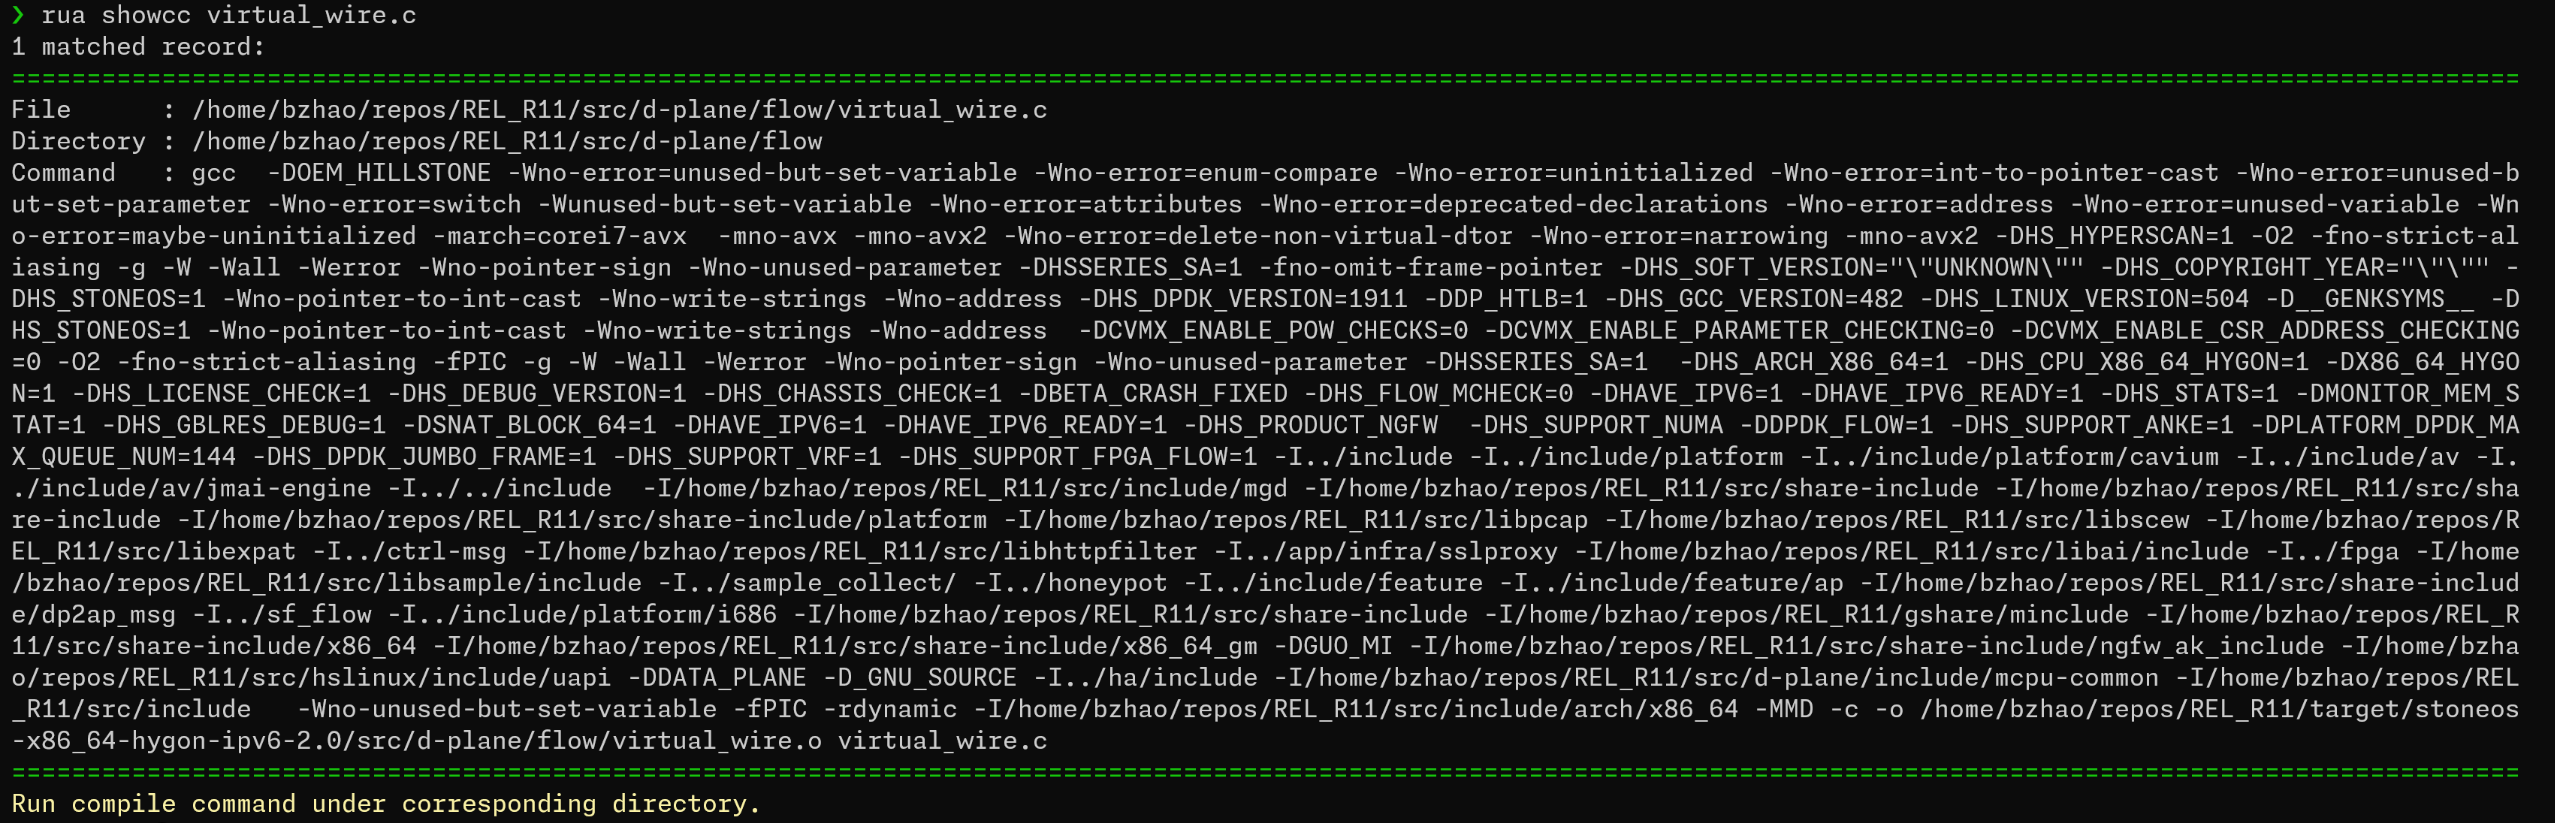 ❯ rua showcc virtual_wire.c
1 matched record:
=======================================================================================================================================================================
File      : /home/bzhao/repos/REL_R11/src/d-plane/flow/virtual_wire.c
Directory : /home/bzhao/repos/REL_R11/src/d-plane/flow
Command   : gcc  -DOEM_HILLSTONE -Wno-error=unused-but-set-variable -Wno-error=enum-compare -Wno-error=uninitialized -Wno-error=int-to-pointer-cast -Wno-error=unused-b
ut-set-parameter -Wno-error=switch -Wunused-but-set-variable -Wno-error=attributes -Wno-error=deprecated-declarations -Wno-error=address -Wno-error=unused-variable -Wn
o-error=maybe-uninitialized -march=corei7-avx  -mno-avx -mno-avx2 -Wno-error=delete-non-virtual-dtor -Wno-error=narrowing -mno-avx2 -DHS_HYPERSCAN=1 -O2 -fno-strict-al
iasing -g -W -Wall -Werror -Wno-pointer-sign -Wno-unused-parameter -DHSSERIES_SA=1 -fno-omit-frame-pointer -DHS_SOFT_VERSION="\"UNKNOWN\"" -DHS_COPYRIGHT_YEAR="\"\"" -
DHS_STONEOS=1 -Wno-pointer-to-int-cast -Wno-write-strings -Wno-address -DHS_DPDK_VERSION=1911 -DDP_HTLB=1 -DHS_GCC_VERSION=482 -DHS_LINUX_VERSION=504 -D__GENKSYMS__ -D
HS_STONEOS=1 -Wno-pointer-to-int-cast -Wno-write-strings -Wno-address  -DCVMX_ENABLE_POW_CHECKS=0 -DCVMX_ENABLE_PARAMETER_CHECKING=0 -DCVMX_ENABLE_CSR_ADDRESS_CHECKING
=0 -O2 -fno-strict-aliasing -fPIC -g -W -Wall -Werror -Wno-pointer-sign -Wno-unused-parameter -DHSSERIES_SA=1  -DHS_ARCH_X86_64=1 -DHS_CPU_X86_64_HYGON=1 -DX86_64_HYGO
N=1 -DHS_LICENSE_CHECK=1 -DHS_DEBUG_VERSION=1 -DHS_CHASSIS_CHECK=1 -DBETA_CRASH_FIXED -DHS_FLOW_MCHECK=0 -DHAVE_IPV6=1 -DHAVE_IPV6_READY=1 -DHS_STATS=1 -DMONITOR_MEM_S
TAT=1 -DHS_GBLRES_DEBUG=1 -DSNAT_BLOCK_64=1 -DHAVE_IPV6=1 -DHAVE_IPV6_READY=1 -DHS_PRODUCT_NGFW  -DHS_SUPPORT_NUMA -DDPDK_FLOW=1 -DHS_SUPPORT_ANKE=1 -DPLATFORM_DPDK_MA
X_QUEUE_NUM=144 -DHS_DPDK_JUMBO_FRAME=1 -DHS_SUPPORT_VRF=1 -DHS_SUPPORT_FPGA_FLOW=1 -I../include -I../include/platform -I../include/platform/cavium -I../include/av -I.
./include/av/jmai-engine -I../../include  -I/home/bzhao/repos/REL_R11/src/include/mgd -I/home/bzhao/repos/REL_R11/src/share-include -I/home/bzhao/repos/REL_R11/src/sha
re-include -I/home/bzhao/repos/REL_R11/src/share-include/platform -I/home/bzhao/repos/REL_R11/src/libpcap -I/home/bzhao/repos/REL_R11/src/libscew -I/home/bzhao/repos/R
EL_R11/src/libexpat -I../ctrl-msg -I/home/bzhao/repos/REL_R11/src/libhttpfilter -I../app/infra/sslproxy -I/home/bzhao/repos/REL_R11/src/libai/include -I../fpga -I/home
/bzhao/repos/REL_R11/src/libsample/include -I../sample_collect/ -I../honeypot -I../include/feature -I../include/feature/ap -I/home/bzhao/repos/REL_R11/src/share-includ
e/dp2ap_msg -I../sf_flow -I../include/platform/i686 -I/home/bzhao/repos/REL_R11/src/share-include -I/home/bzhao/repos/REL_R11/gshare/minclude -I/home/bzhao/repos/REL_R
11/src/share-include/x86_64 -I/home/bzhao/repos/REL_R11/src/share-include/x86_64_gm -DGUO_MI -I/home/bzhao/repos/REL_R11/src/share-include/ngfw_ak_include -I/home/bzha
o/repos/REL_R11/src/hslinux/include/uapi -DDATA_PLANE -D_GNU_SOURCE -I../ha/include -I/home/bzhao/repos/REL_R11/src/d-plane/include/mcpu-common -I/home/bzhao/repos/REL
_R11/src/include   -Wno-unused-but-set-variable -fPIC -rdynamic -I/home/bzhao/repos/REL_R11/src/include/arch/x86_64 -MMD -c -o /home/bzhao/repos/REL_R11/target/stoneos
-x86_64-hygon-ipv6-2.0/src/d-plane/flow/virtual_wire.o virtual_wire.c
=======================================================================================================================================================================
Run compile command under corresponding directory.